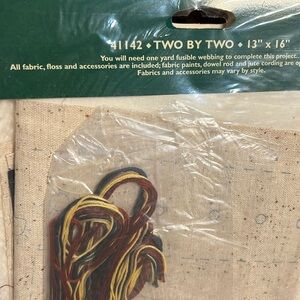 41142 ♦ TWO BY TWO ♦ 13" x 16"
You will need one yard fusible webbing to complete this project.
All fabric, floss and accessories are included; fabric paints, dowel rod and jute cording are
Fabrics and accessories may vary by style.